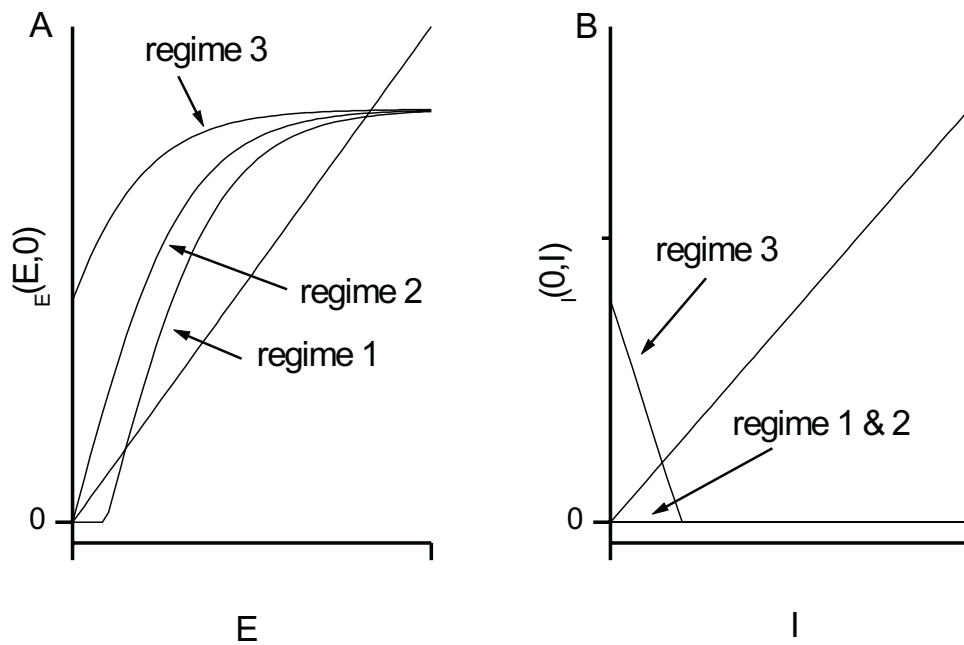 A
regime 3
E(E,0)
regime 2
regime 1
0
E
B
I(0,I)
regime 3
regime 1 & 2
0
I